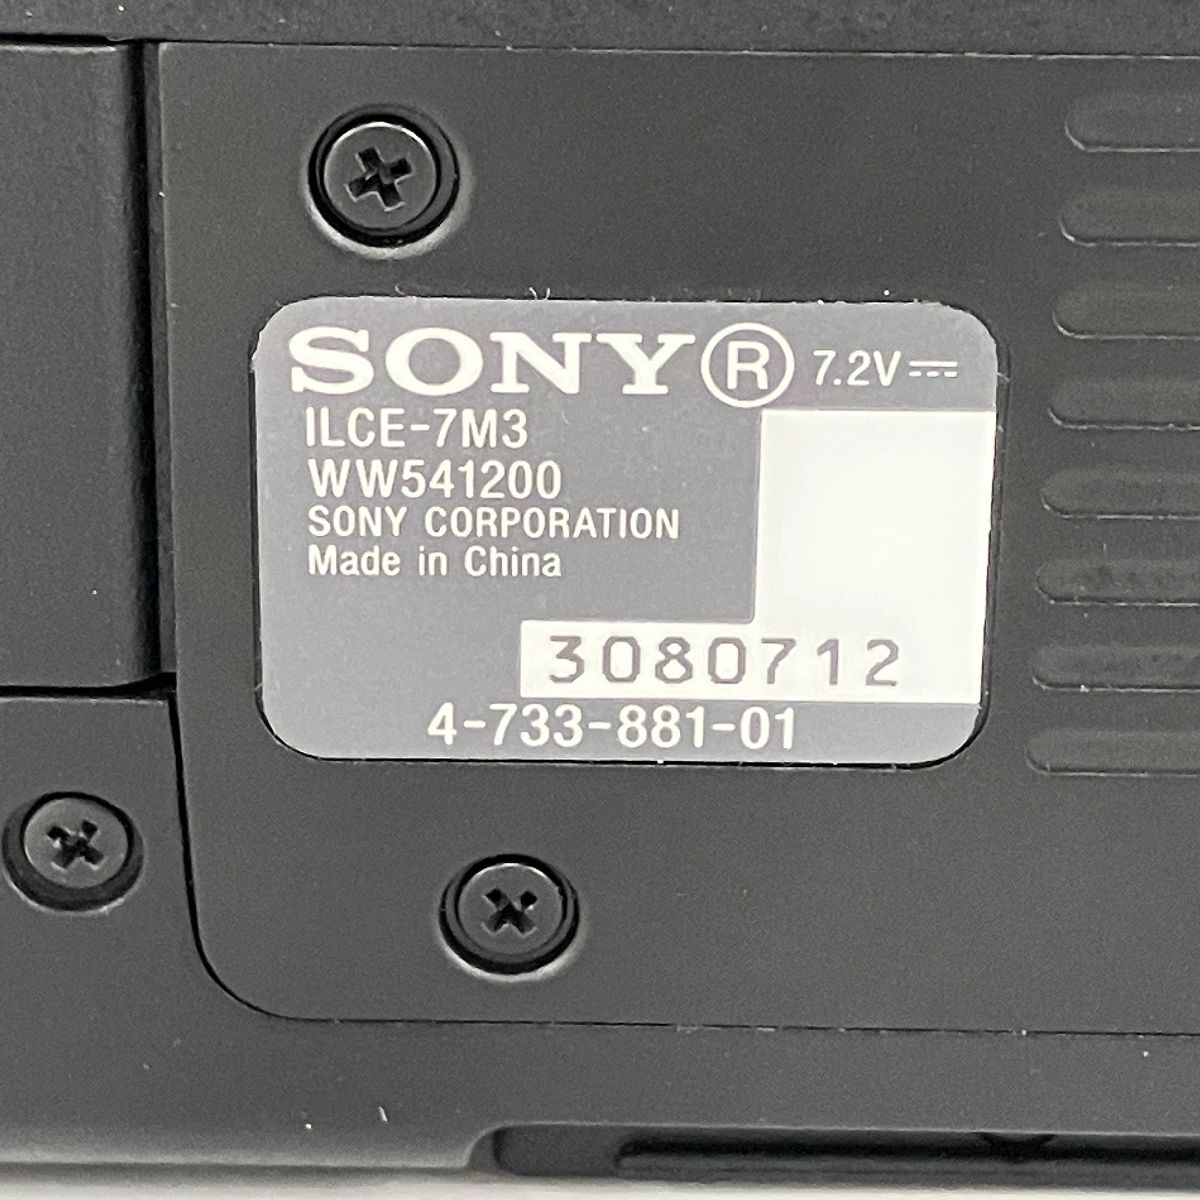 SONY Ⓡ 7.2V ⎓
ILCE-7M3
WW541200
SONY CORPORATION
Made in China
3080712
4-733-881-01